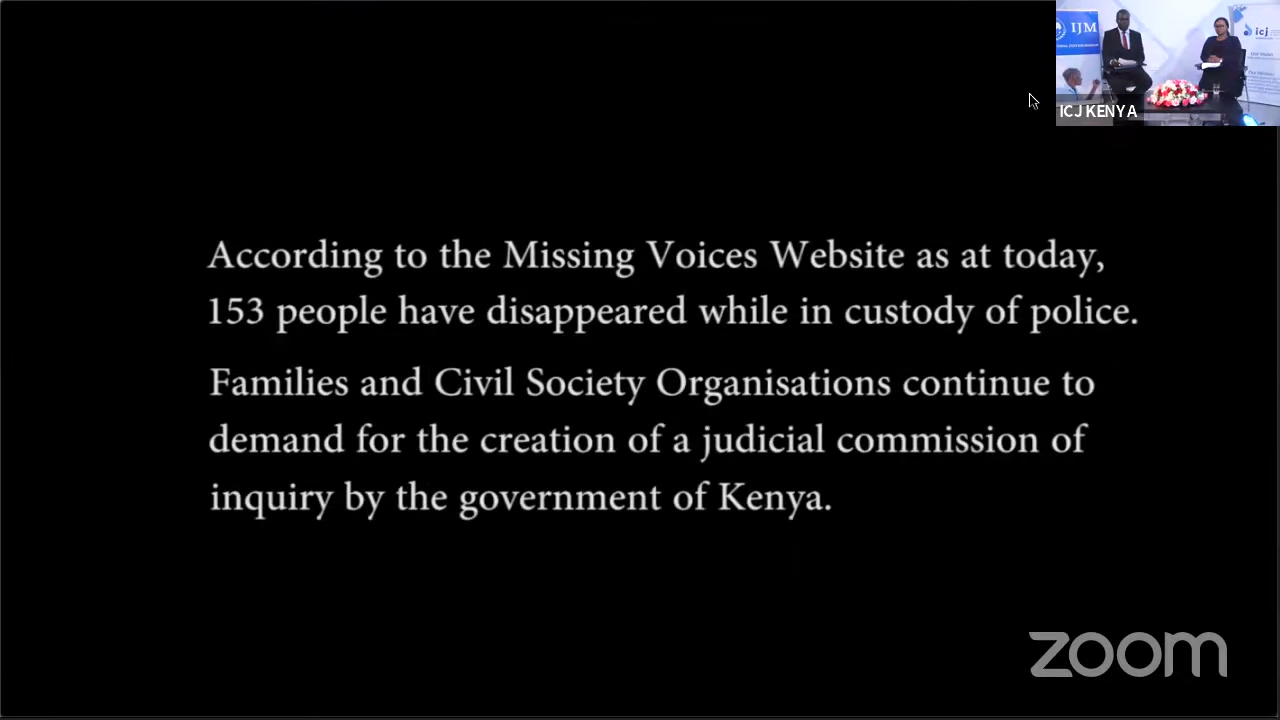 IJM
icj
ICJ KENYA
According to the Missing Voices Website as at today,
153 people have disappeared while in custody of police.
Families and Civil Society Organisations continue to
demand for the creation of a judicial commission of
inquiry by the government of Kenya.
zoom